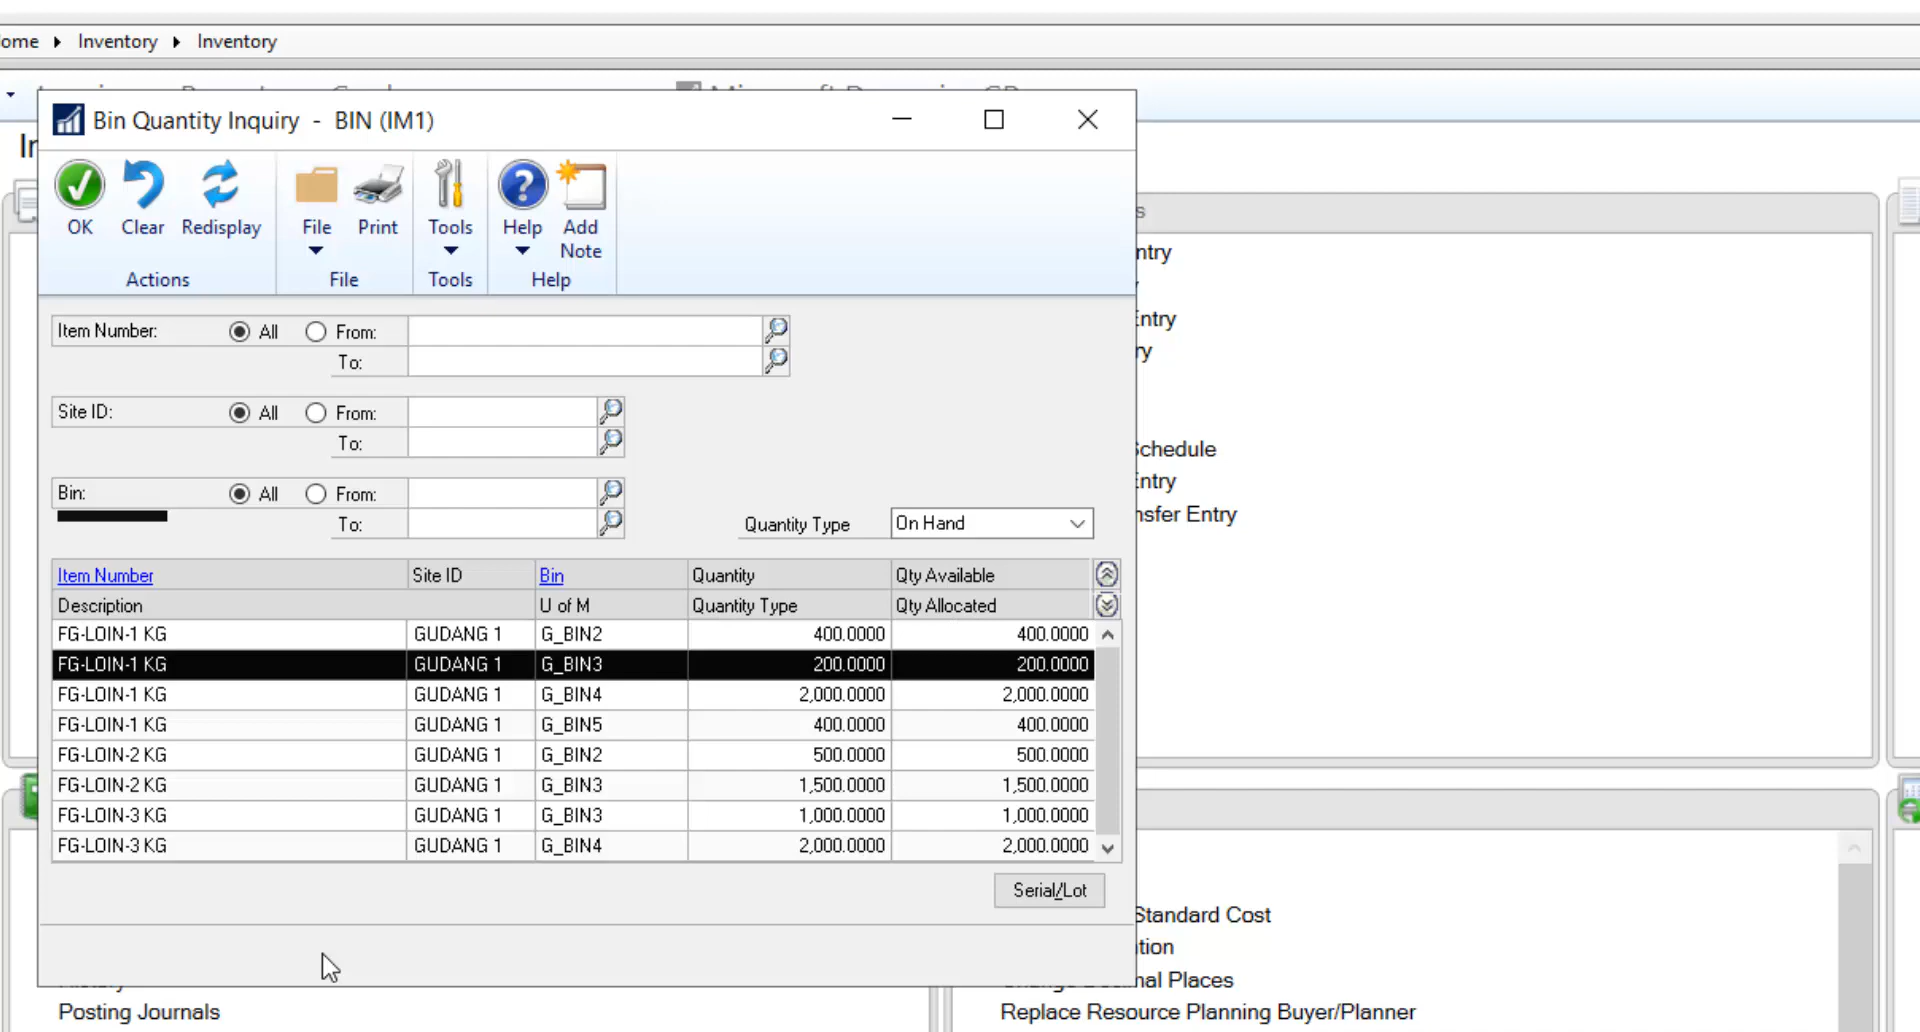 ome ▸ Inventory ▸ Inventory
Bin Quantity Inquiry - BIN (IM1)
OK Clear Redisplay File Print Tools Help Add Note
Actions File Tools Help
Item Number: All From:
To:
Site ID: All From:
To:
Bin: All From:
To:
Quantity Type On Hand
Item Number Site ID Bin Quantity Qty Available
Description U of M Quantity Type Qty Allocated
FG-LOIN-1 KG GUDANG 1 G_BIN2 400.0000 400.0000
FG-LOIN-1 KG GUDANG 1 G_BIN3 200.0000 200.0000
FG-LOIN-1 KG GUDANG 1 G_BIN4 2,000.0000 2,000.0000
FG-LOIN-1 KG GUDANG 1 G_BIN5 400.0000 400.0000
FG-LOIN-2 KG GUDANG 1 G_BIN2 500.0000 500.0000
FG-LOIN-2 KG GUDANG 1 G_BIN3 1,500.0000 1,500.0000
FG-LOIN-3 KG GUDANG 1 G_BIN3 1,000.0000 1,000.0000
FG-LOIN-3 KG GUDANG 1 G_BIN4 2,000.0000 2,000.0000
Serial/Lot
s
ntry
Entry
ry
Schedule
Entry
nsfer Entry
Standard Cost
tion
mal Places
Posting Journals
Replace Resource Planning Buyer/Planner